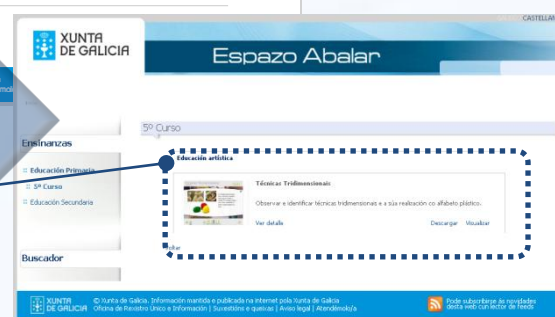 CASTELLAN
XUNTA
DE GALICIA
Espazo Abalar
5º Curso
Ensinanzas
Educación artística
Educación Primaria
5º Curso
Educación Secundaria
Técnicas Tridimensionais
Observar e identificar técnicas tridimensionais e a súa realización co alfabeto plástico.
Ver detalle
Descargar Visualizar
Buscador
XUNTA
DE GALICIA
© Xunta de Galicia. Información mantida e publicada na internet pola Xunta de Galicia
Oficina de Rexistro Único e Información | Suxestións e queixas | Aviso legal | Atendémolo/a
Pode subscribirse ás novidades
desta web cun lector de feeds